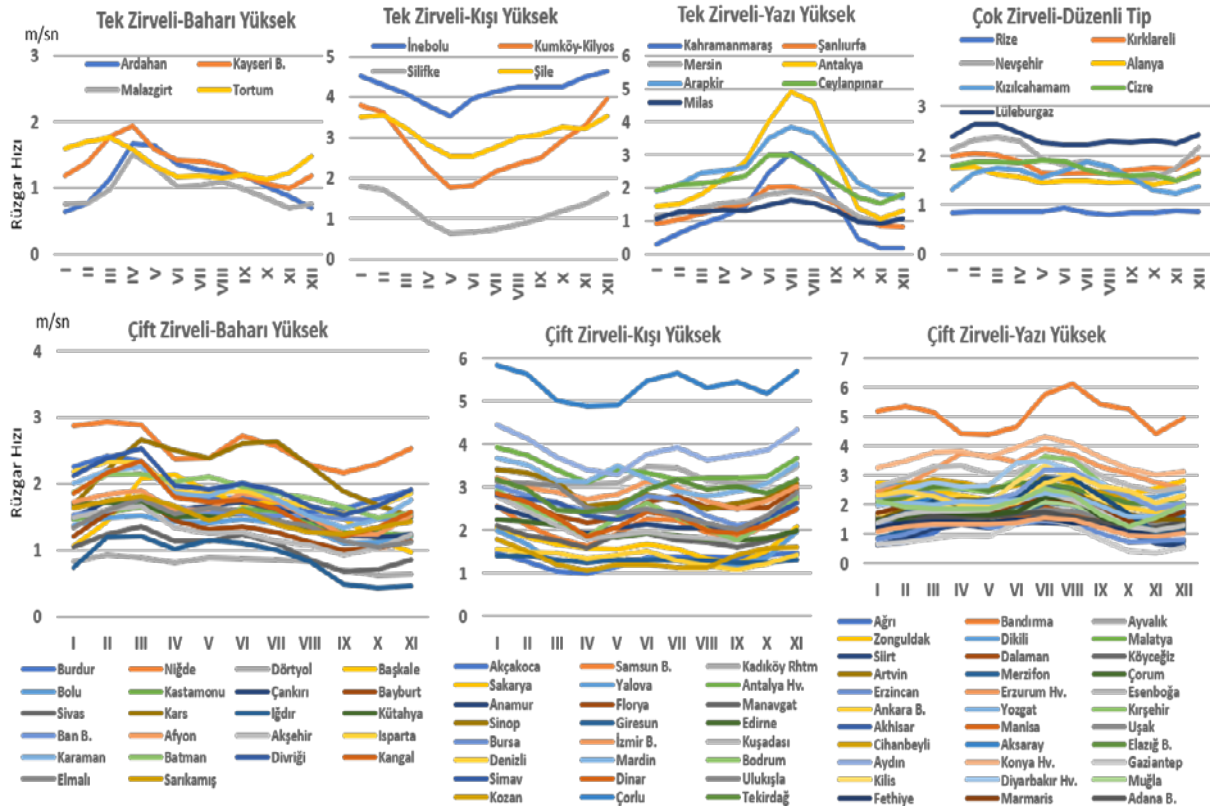 Tek Zirveli-Baharı Yüksek
m/sn
Rüzgar Hızı
3
2
1
0
Ardahan Kayseri B.
Malazgirt Tortum
I II III IV V VI VII VIII IX X XI XII
Tek Zirveli-Kışı Yüksek
İnebolu Kumköy-Kilyos
Silifke Şile
5
4
3
2
1
0
I II III IV V VI VII VIII IX X XI XII
Tek Zirveli-Yazı Yüksek
Kahramanmaraş Şanlıurfa
Mersin Antakya
Arapkir Ceylanpınar
Milas
6
5
4
3
2
1
0
I II III IV V VI VII VIII IX X XI XII
Çok Zirveli-Düzenli Tip
Rize Kırklareli
Nevşehir Alanya
Kızılcahamam Cizre
Lüleburgaz
3
2
1
0
I II III IV V VI VII VIII IX X XI XII
m/sn
Çift Zirveli-Baharı Yüksek
Rüzgar Hızı
4
3
2
1
0
I II III IV V VI VII VIII IX X XI
Burdur Niğde Dörtyol Başkale
Bolu Kastamonu Çankırı Bayburt
Sivas Kars Iğdır Kütahya
Ban B. Afyon Akşehir Isparta
Karaman Batman Divriği Kangal
Elmalı Sarıkamış
Çift Zirveli-Kışı Yüksek
6
5
4
3
2
1
0
I II III IV V VI VII VIII IX X XI
Akçakoca Samsun B. Kadıköy Rhtm
Sakarya Yalova Antalya Hv.
Anamur Florya Manavgat
Sinop Giresun Edirne
Bursa İzmir B. Kuşadası
Denizli Mardin Bodrum
Simav Dinar Ulukışla
Kozan Çorlu Tekirdağ
Çift Zirveli-Yazı Yüksek
7
6
5
4
3
2
1
0
I II III IV V VI VII VIII IX X XI XII
Ağrı Bandırma Ayvalık
Zonguldak Dikili Malatya
Siirt Dalaman Köyceğiz
Artvin Merzifon Çorum
Erzincan Erzurum Hv. Esenboğa
Ankara B. Yozgat Kırşehir
Akhisar Manisa Uşak
Cihanbeyli Aksaray Elazığ B.
Aydın Konya Hv. Gaziantep
Kilis Diyarbakır Hv. Muğla
Fethiye Marmaris Adana B.